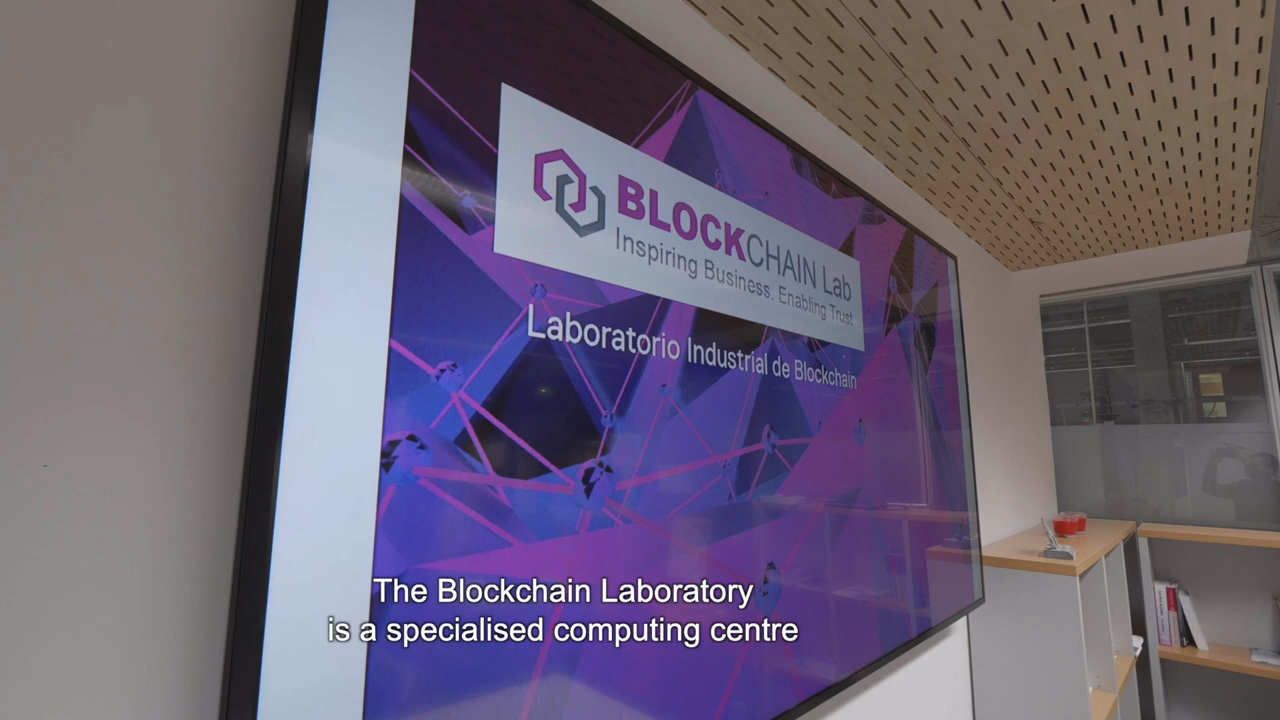 BLOCKCHAIN Lab
Inspiring Business. Enabling Trust
Laboratorio Industrial de Blockchain
The Blockchain Laboratory
is a specialised computing centre